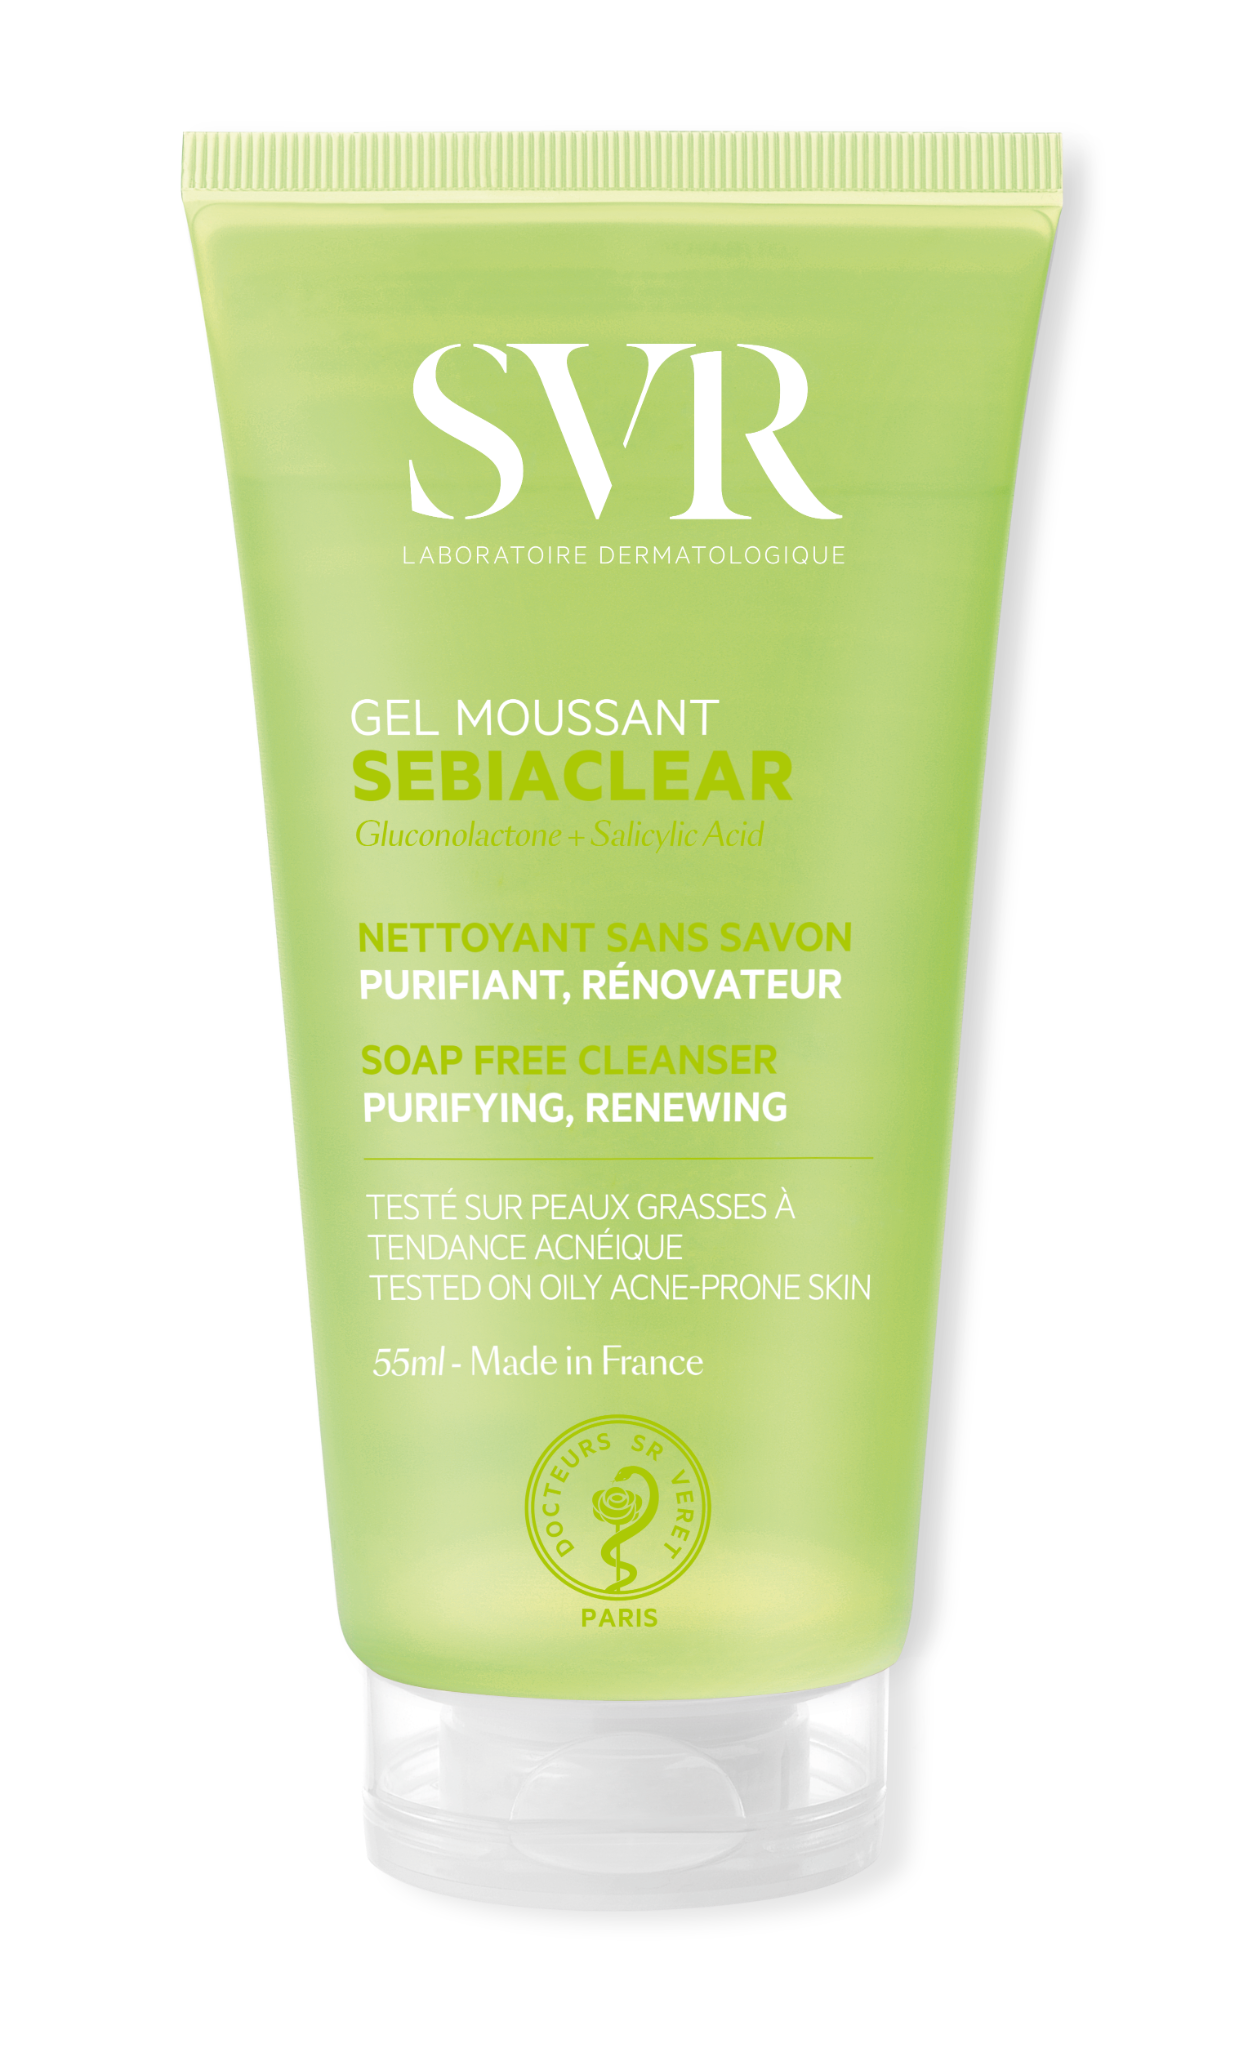 SVR
LABORATOIRE DERMATOLOGIQUE
GEL MOUSSANT
SEBIACLEAR
Gluconolactone + Salicylic Acid
NETTOYANT SANS SAVON
PURIFIANT, RÉNOVATEUR
SOAP FREE CLEANSER
PURIFYING, RENEWING
TESTÉ SUR PEAUX GRASSES À
TENDANCE ACNÉIQUE
TESTED ON OILY ACNE-PRONE SKIN
55ml - Made in France
DOCTEURS SR VERET
PARIS